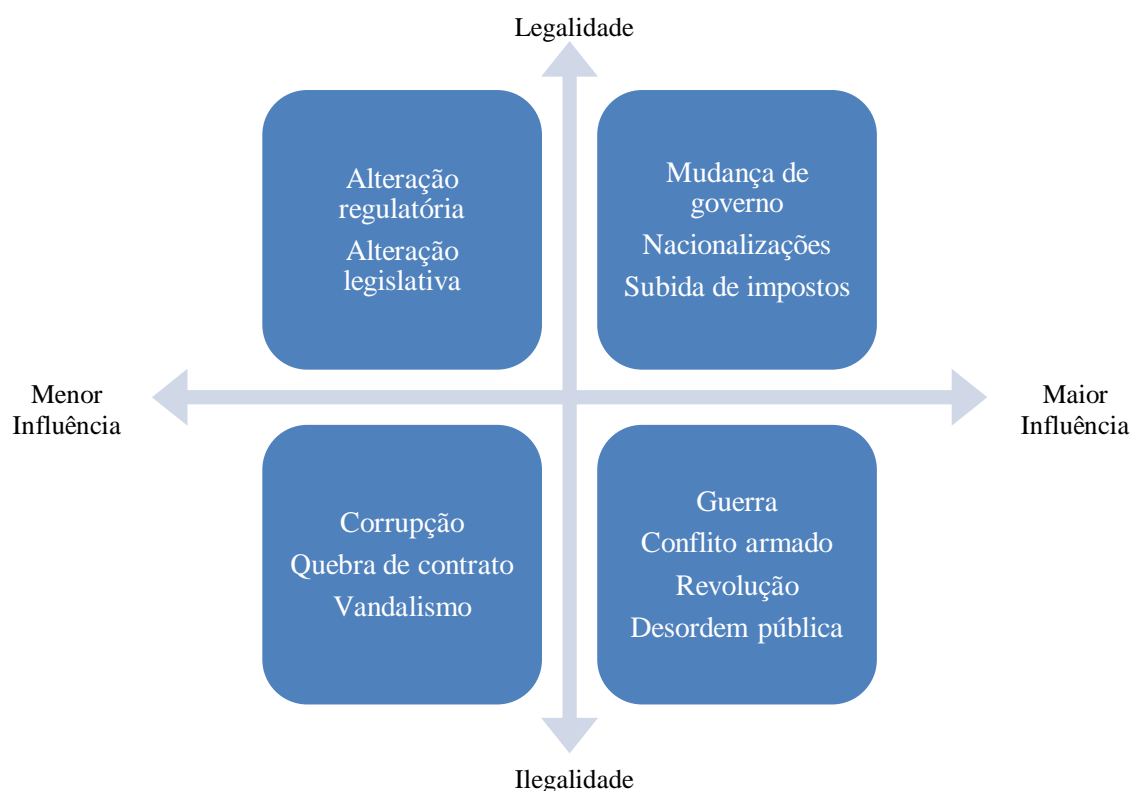 Legalidade
Alteração
regulatória
Alteração
legislativa
Mudança de
governo
Nacionalizações
Subida de impostos
Menor
Influência
Maior
Influência
Corrupção
Quebra de contrato
Vandalismo
Guerra
Conflito armado
Revolução
Desordem pública
Ilegalidade